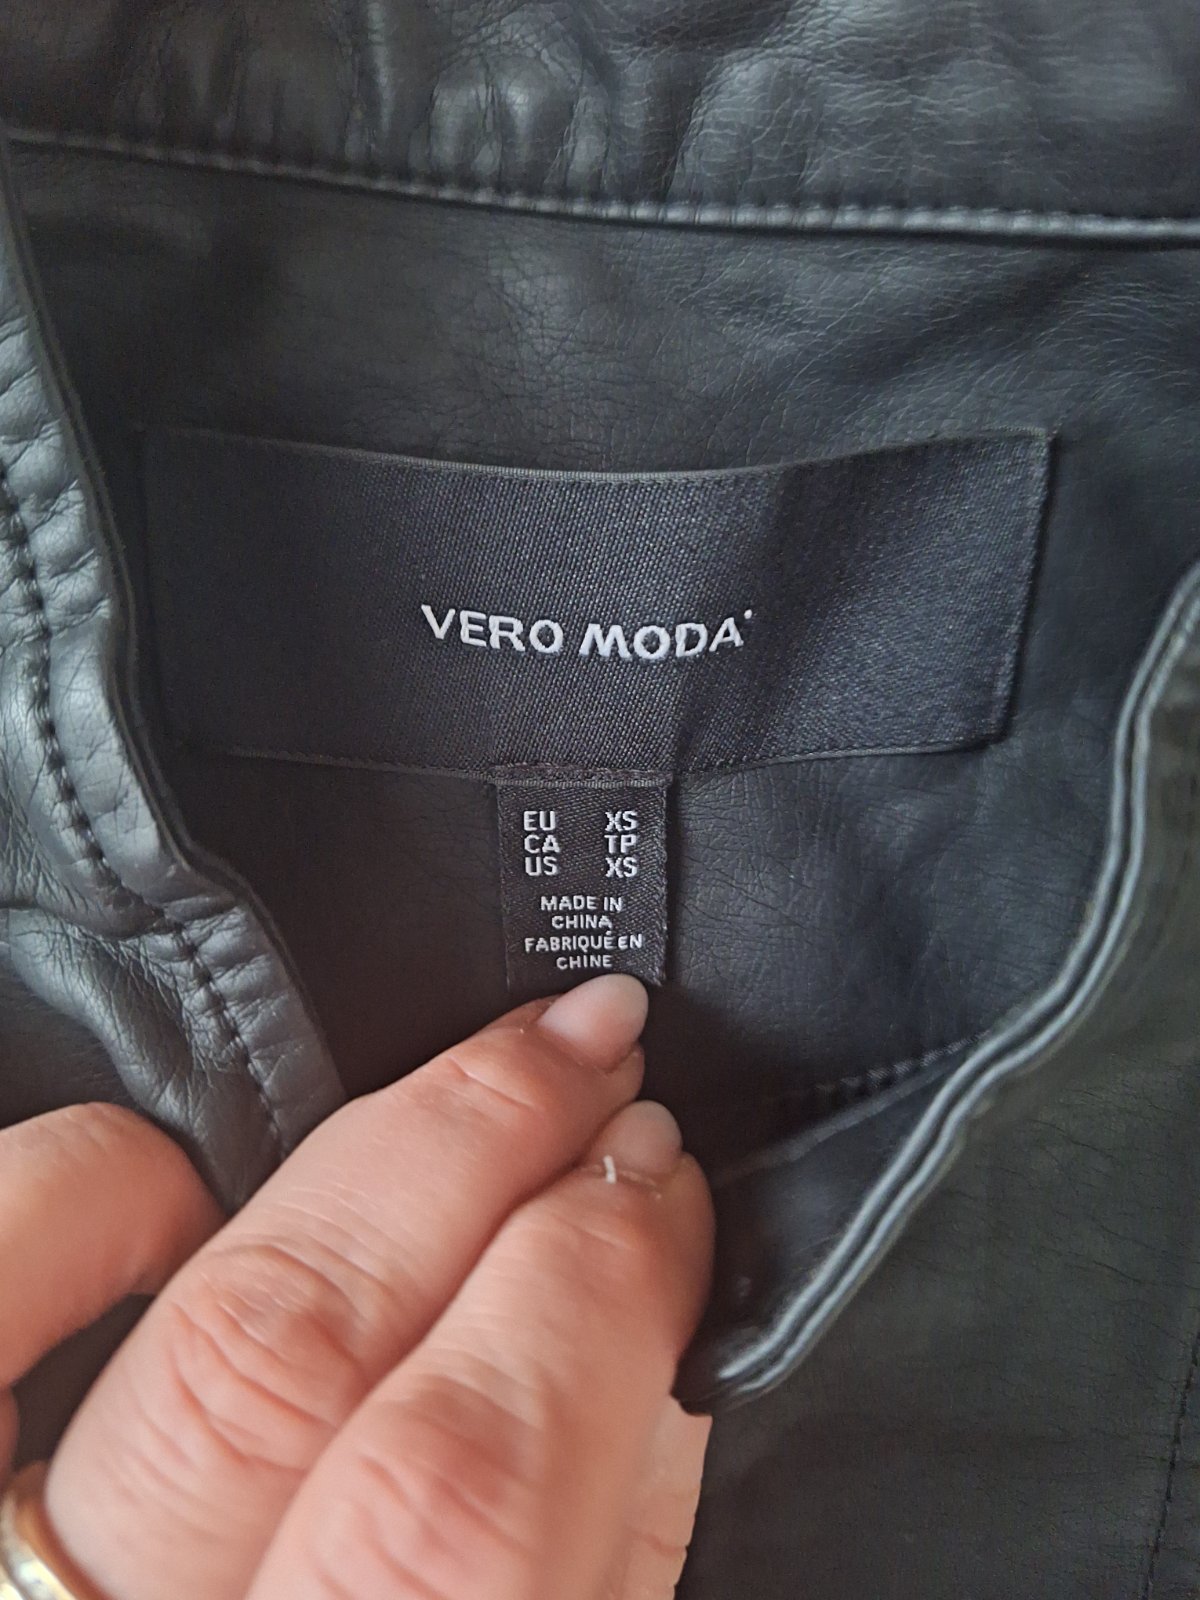 VERO MODA
EU XS
CA TP
US XS
MADE IN
CHINA
FABRIQUÉ EN
CHINE